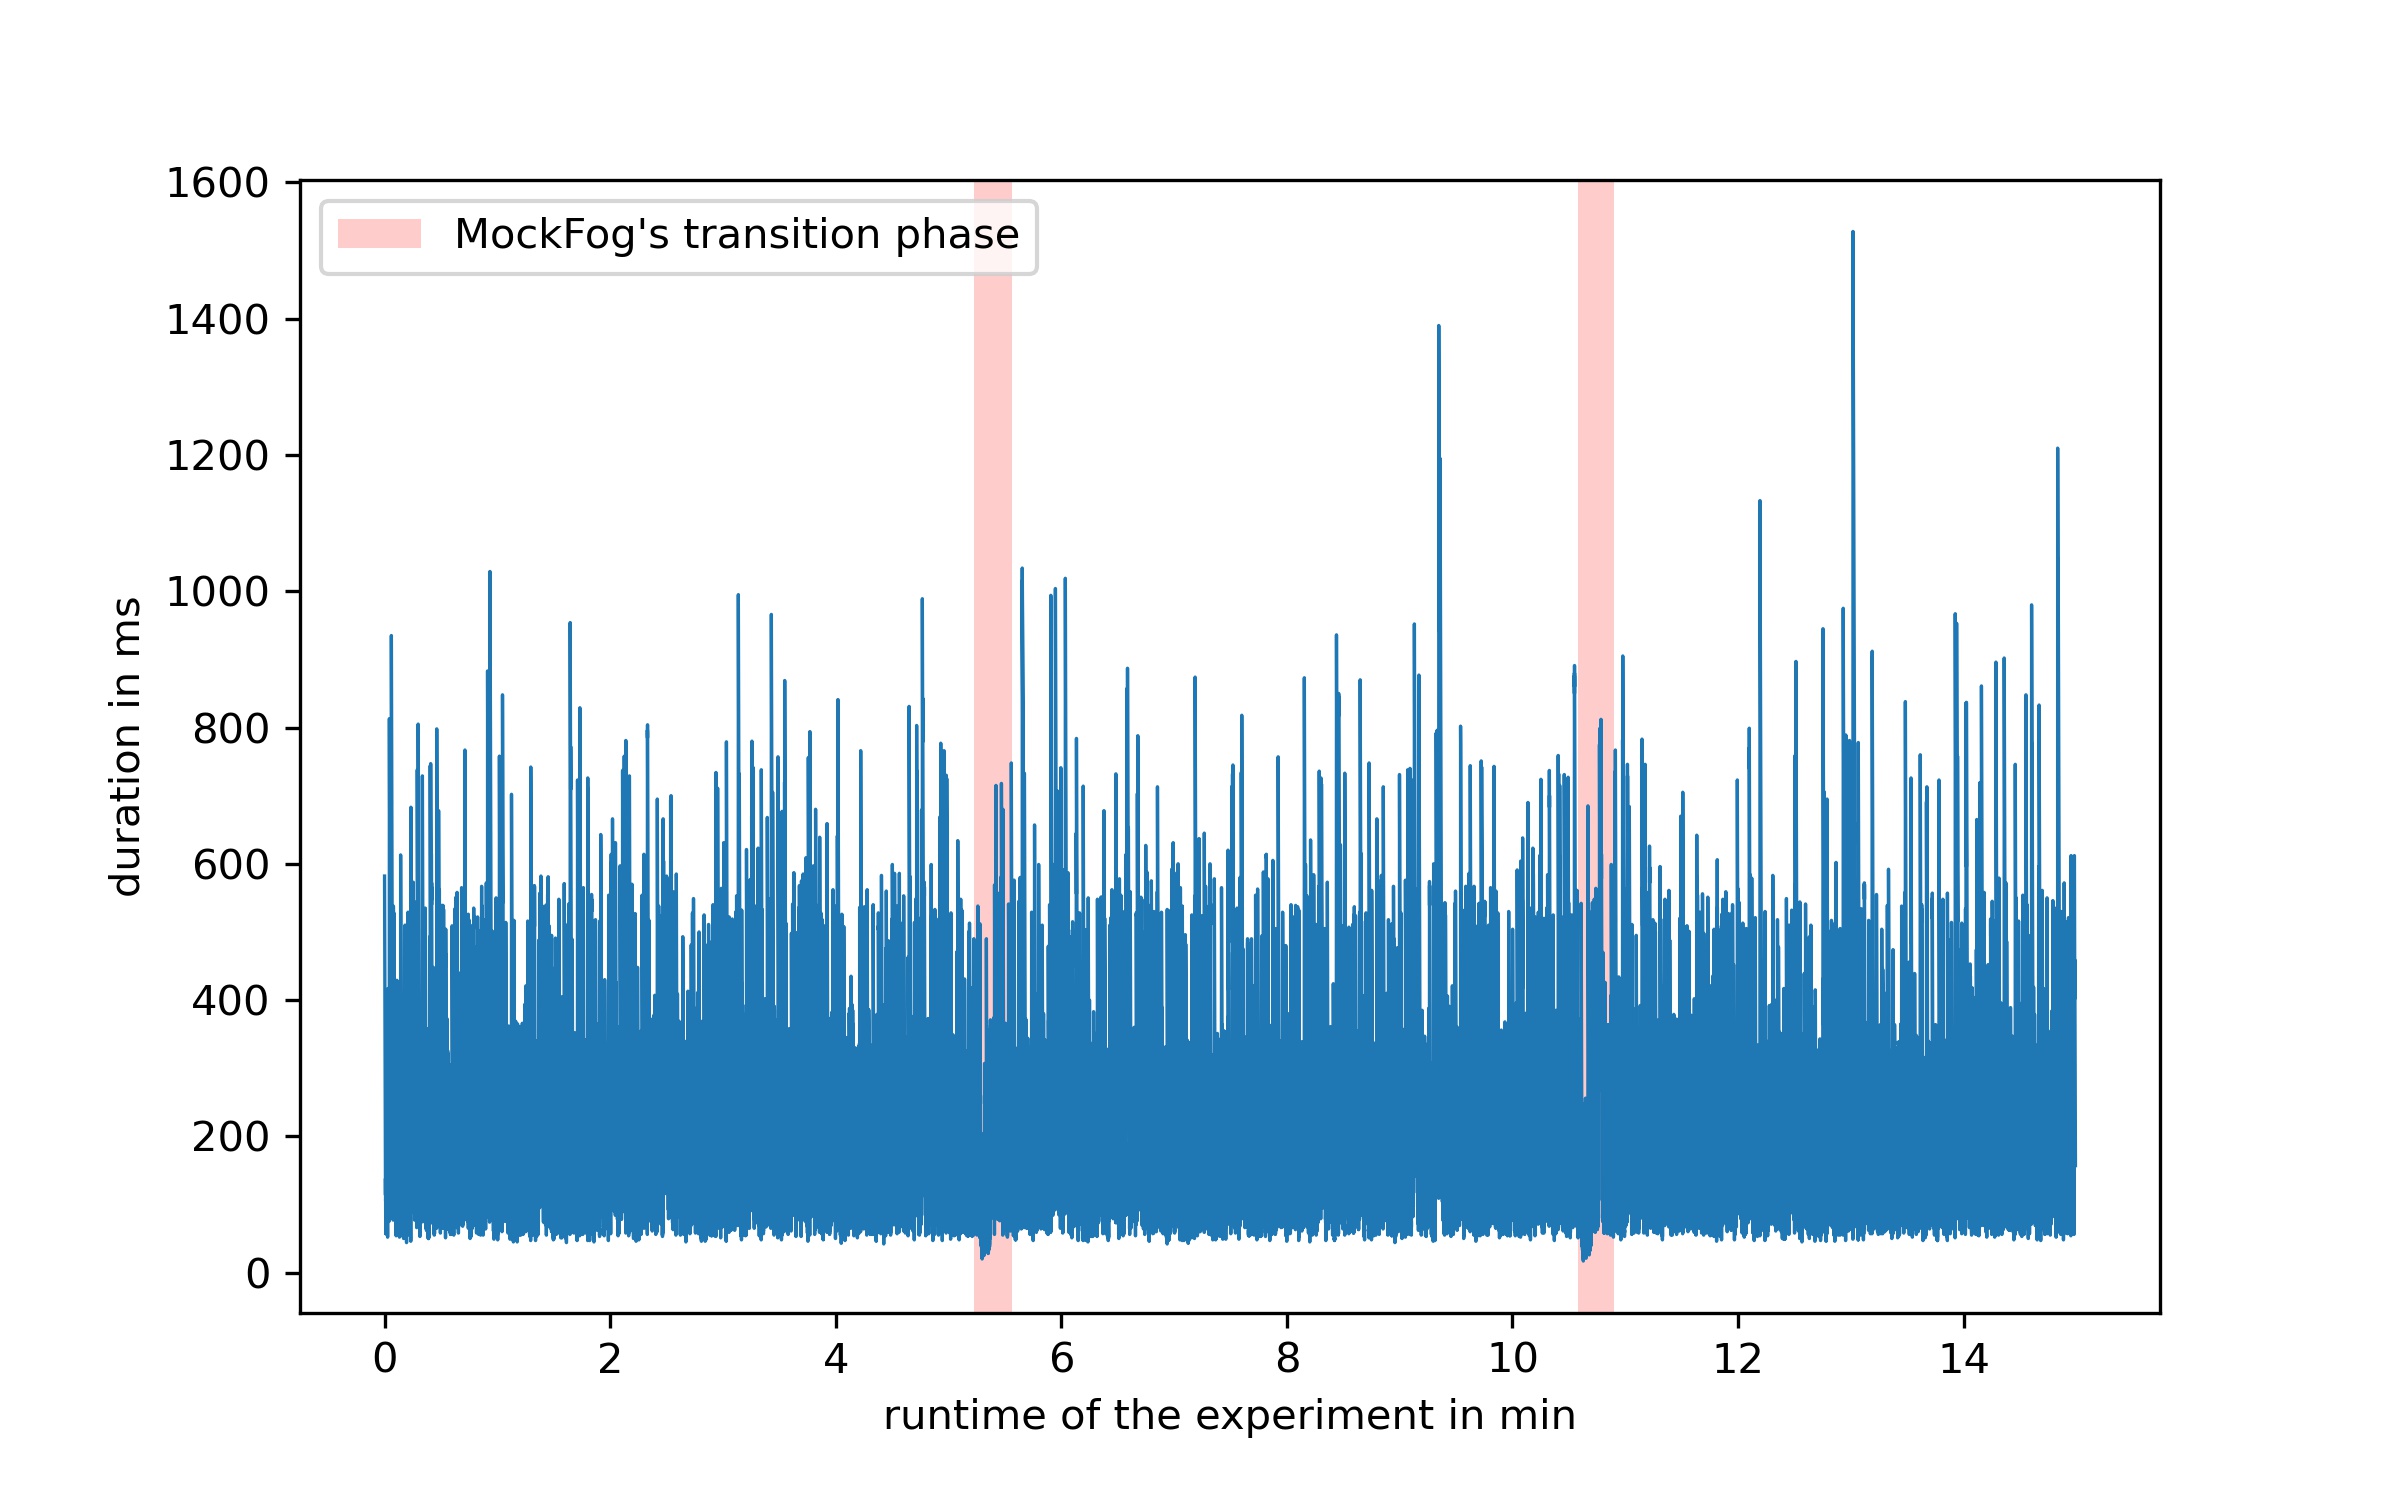 MockFog's transition phase
1600
1400
1200
1000
800
600
400
200
0
duration in ms
0 2 4 6 8 10 12 14
runtime of the experiment in min